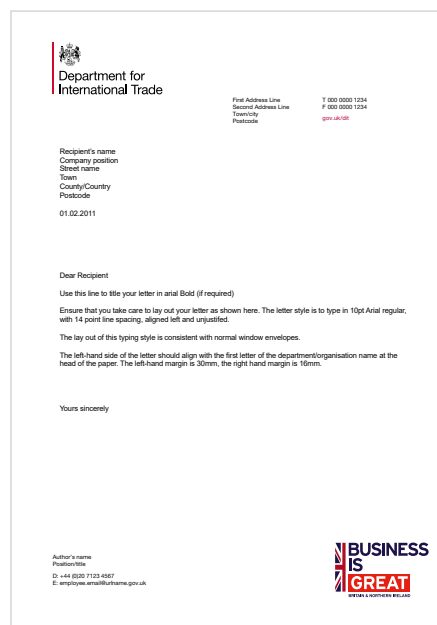 Department for
International Trade
First Address Line
Second Address Line
Town/city
Postcode
T 000 0000 1234
F 000 0000 1234
gov.uk/dit
Recipient's name
Company position
Street name
Town
County/Country
Postcode
01.02.2011
Dear Recipient
Use this line to title your letter in arial Bold (if required)
Ensure that you take care to lay out your letter as shown here. The letter style is to type in 10pt Arial regular,
with 14 point line spacing, aligned left and unjustifed.
The lay out of this typing style is consistent with normal window envelopes.
The left-hand side of the letter should align with the first letter of the department/organisation name at the
head of the paper. The left-hand margin is 30mm, the right hand margin is 16mm.
Yours sincerely
Author's name
Position/title
D: +44 (0)20 7123 4567
E: employee.email@urlname.gov.uk
BUSINESS
IS
GREAT
BRITAIN & NORTHERN IRELAND